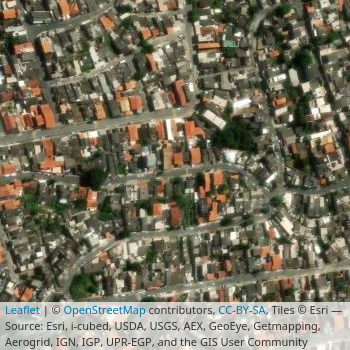 Leaflet | © OpenStreetMap contributors, CC-BY-SA, Tiles © Esri —
Source: Esri, i-cubed, USDA, USGS, AEX, GeoEye, Getmapping,
Aerogrid, IGN, IGP, UPR-EGP, and the GIS User Community